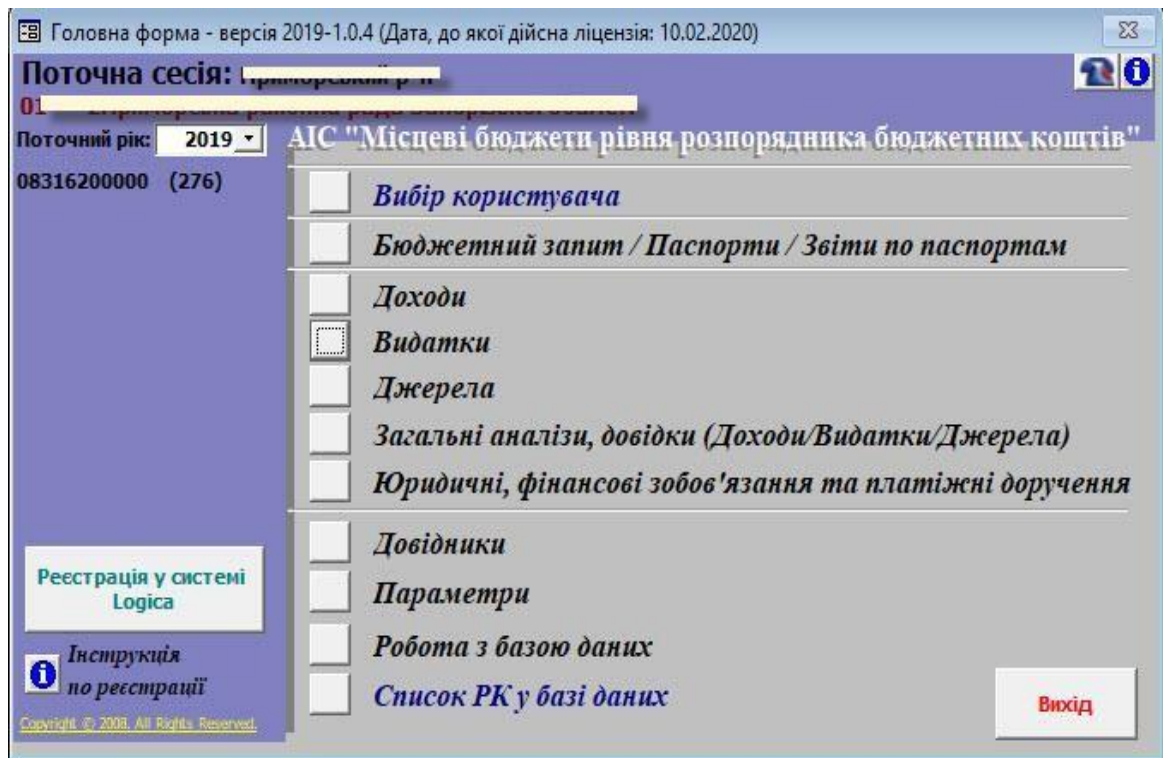 Головна форма - версія 2019-1.0.4 (Дата, до якої дійсна ліцензія: 10.02.2020)
Поточна сесія:
01
Поточний рік: 2019
АІС "Місцеві бюджети рівня розпорядника бюджетних коштів"
08316200000 (276)
Вибір користувача
Бюджетний запит / Паспорти / Звіти по паспортам
Доходи
Видатки
Джерела
Загальні аналізи, довідки (Доходи/Видатки/Джерела)
Юридичні, фінансові зобов'язання та платіжні доручення
Довідники
Параметри
Робота з базою даних
Список РК у базі даних
Реєстрація у системі
Logica
Інструкція
по реєстрації
Copyright © 2008. All Rights Reserved.
Вихід